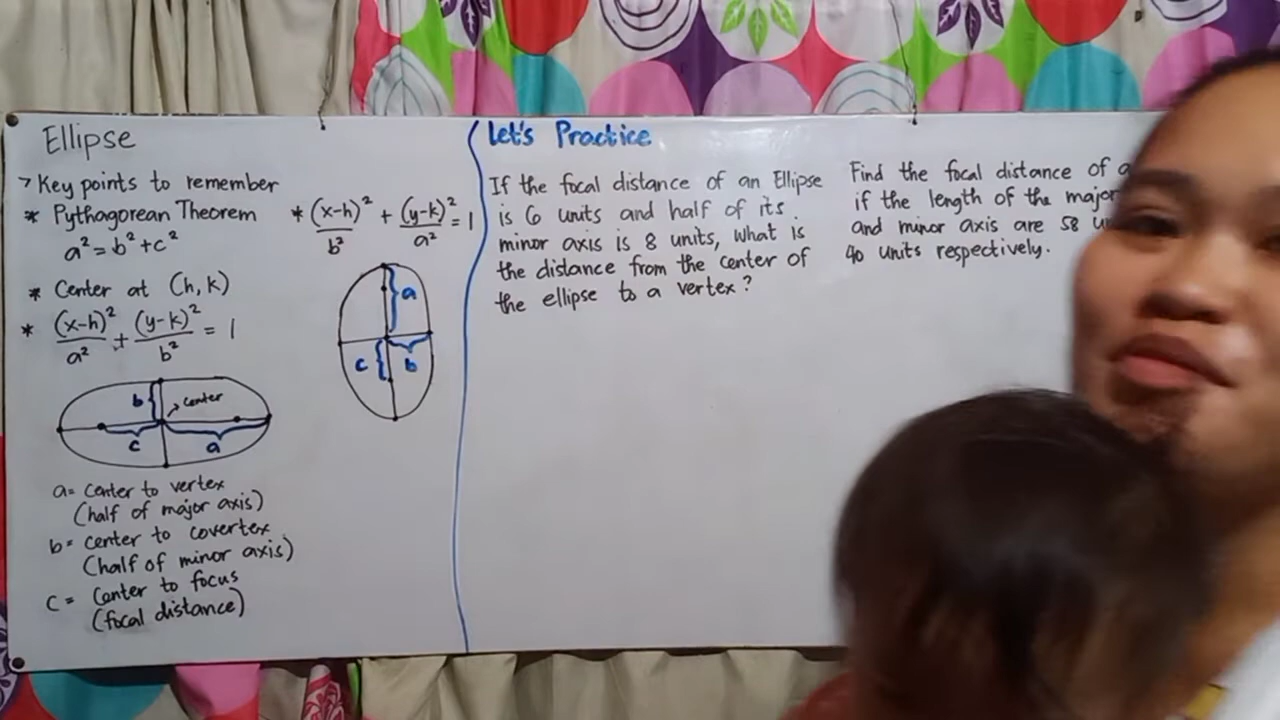 Ellipse
> Key points to remember
* Pythagorean Theorem
a² = b² + c²
* Center at (h, k)
* (x-h)²/a² + (y-k)²/b² = 1
b
center
c
a
a = center to vertex
(half of major axis)
b = center to covertex
(half of minor axis)
c = center to focus
(focal distance)
* (x-h)²/b² + (y-k)²/a² = 1
a
c
b
Let's Practice
If the focal distance of an Ellipse
is 6 units and half of its
minor axis is 8 units, what is
the distance from the center of
the ellipse to a vertex?
Find the focal distance of
if the length of the major
and minor axis are 58
40 units respectively.